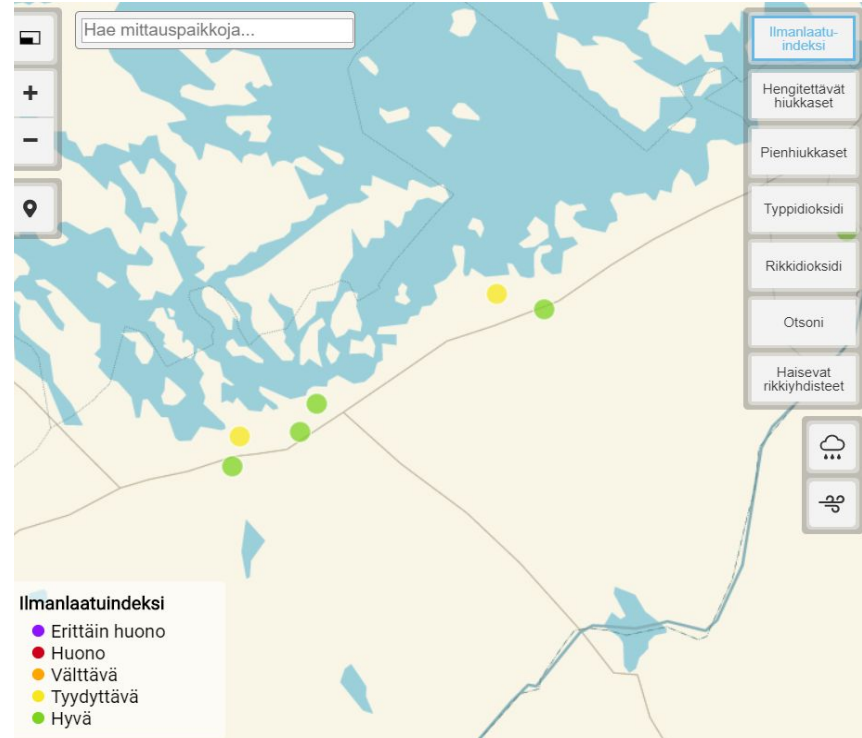 Hae mittauspaikkoja...
Ilmanlaatu-
indeksi
Hengitettävät
hiukkaset
Pienhiukkaset
Typpidioksidi
Rikkidioksidi
Otsoni
Haisevat
rikkiyhdisteet
+
−
Ilmanlaatuindeksi
Erittäin huono
Huono
Välttävä
Tyydyttävä
Hyvä